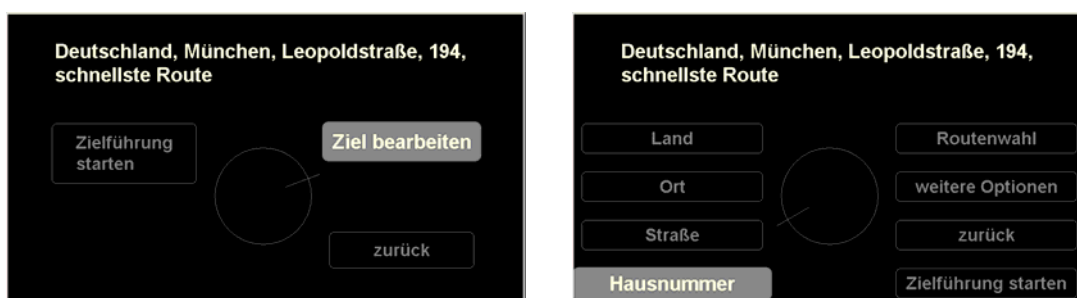 Deutschland, München, Leopoldstraße, 194,
schnellste Route
Zielführung
starten
Ziel bearbeiten
zurück
Deutschland, München, Leopoldstraße, 194,
schnellste Route
Land
Routenwahl
Ort
weitere Optionen
Straße
zurück
Hausnummer
Zielführung starten